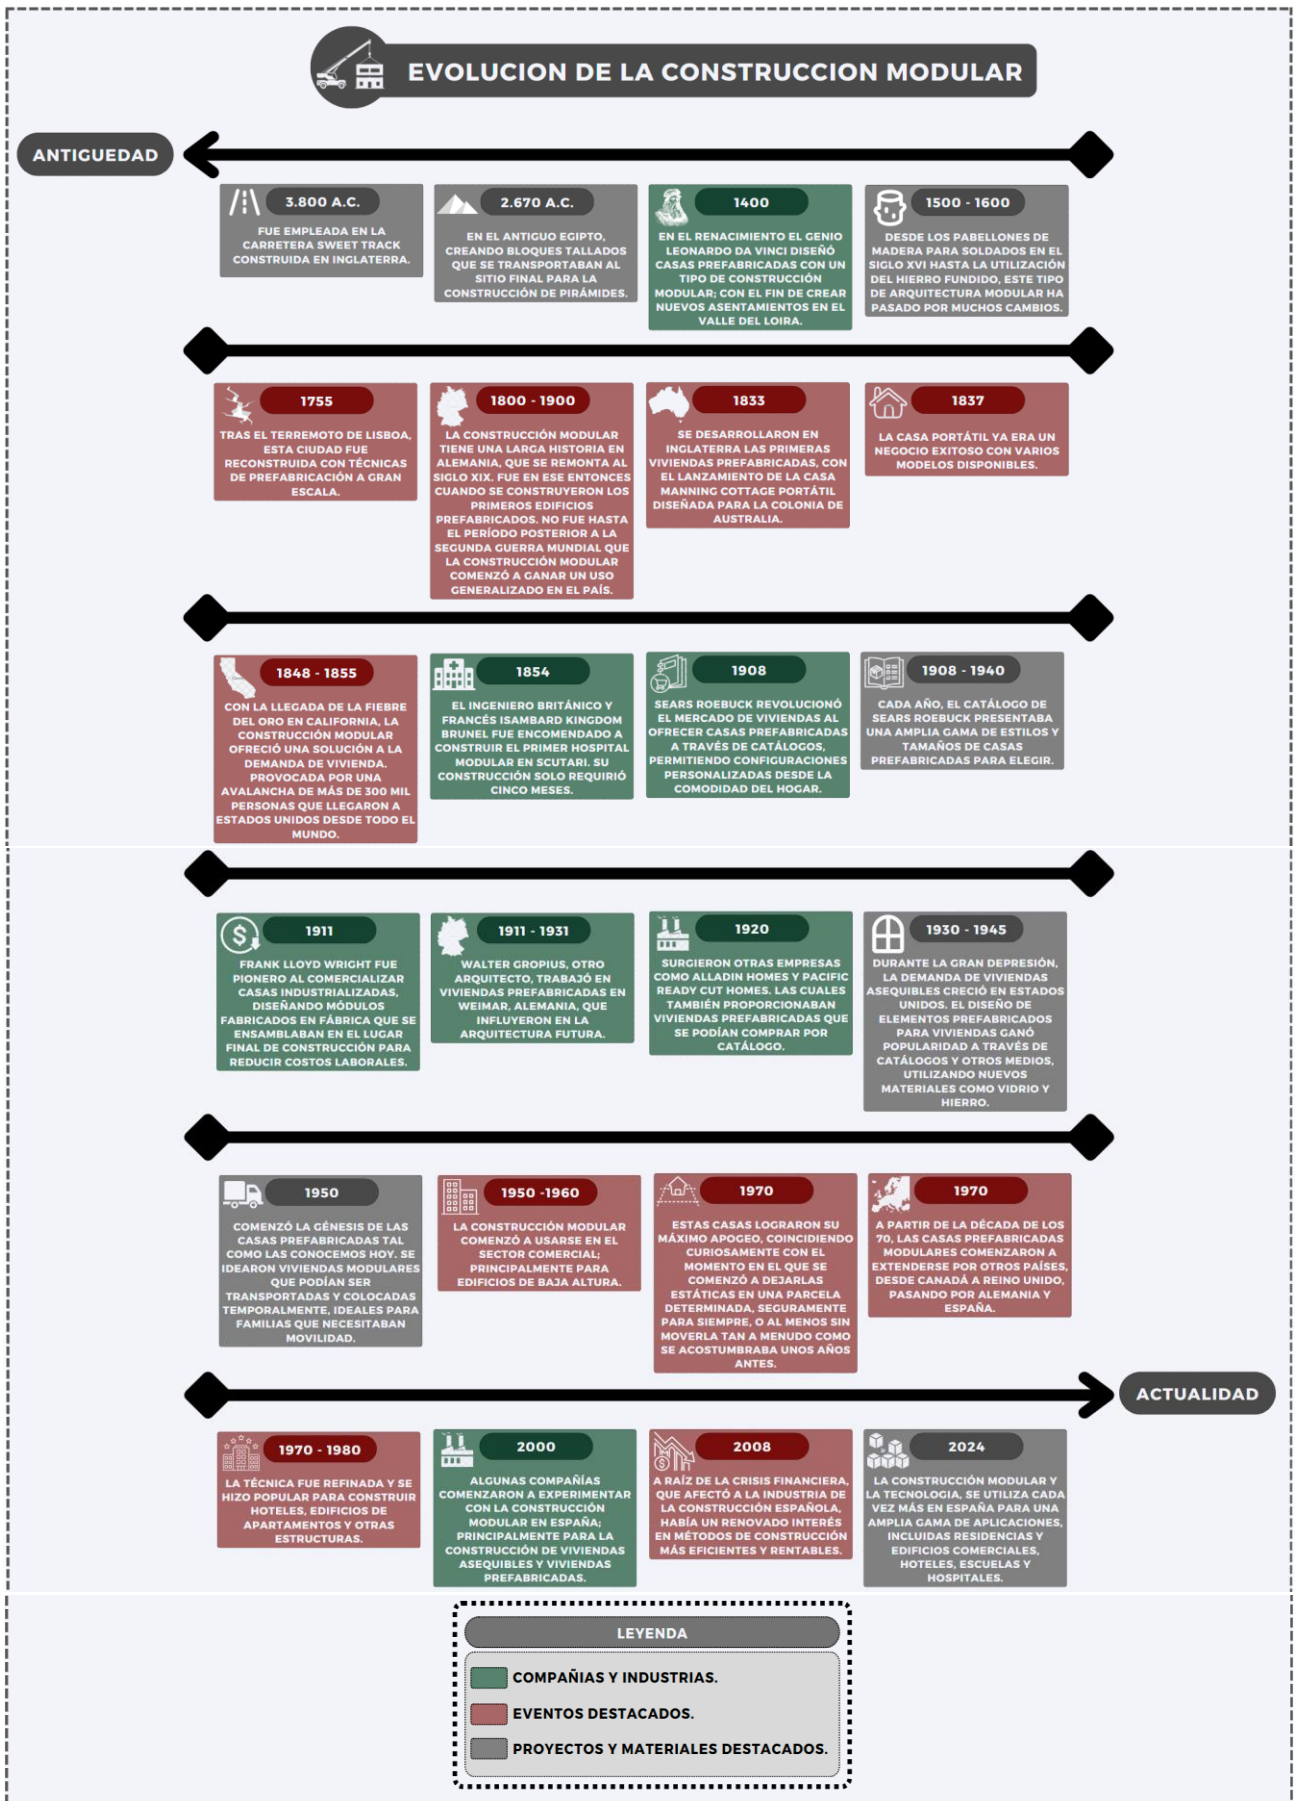 EVOLUCION DE LA CONSTRUCCION MODULAR
ANTIGUEDAD
3.800 A.C.
FUE EMPLEADA EN LA
CARRETERA SWEET TRACK
CONSTRUIDA EN INGLATERRA.
2.670 A.C.
EN EL ANTIGUO EGIPTO,
CREANDO BLOQUES TALLADOS
QUE SE TRANSPORTABAN AL
SITIO FINAL PARA LA
CONSTRUCCIÓN DE PIRÁMIDES.
1400
EN EL RENACIMIENTO EL GENIO
LEONARDO DA VINCI DISEÑÓ
CASAS PREFABRICADAS CON UN
TIPO DE CONSTRUCCIÓN
MODULAR; CON EL FIN DE CREAR
NUEVOS ASENTAMIENTOS EN EL
VALLE DEL LOIRA.
1500 - 1600
DESDE LOS PABELLONES DE
MADERA PARA SOLDADOS EN EL
SIGLO XVI HASTA LA UTILIZACIÓN
DEL HIERRO FUNDIDO, ESTE TIPO
DE ARQUITECTURA MODULAR HA
PASADO POR MUCHOS CAMBIOS.
1755
TRAS EL TERREMOTO DE LISBOA,
ESTA CIUDAD FUE
RECONSTRUIDA CON TÉCNICAS
DE PREFABRICACIÓN A GRAN
ESCALA.
1800 - 1900
LA CONSTRUCCIÓN MODULAR
TIENE UNA LARGA HISTORIA EN
ALEMANIA, QUE SE REMONTA AL
SIGLO XIX. FUE EN ESE ENTONCES
CUANDO SE CONSTRUYERON LOS
PRIMEROS EDIFICIOS
PREFABRICADOS. NO FUE HASTA
EL PERÍODO POSTERIOR A LA
SEGUNDA GUERRA MUNDIAL QUE
LA CONSTRUCCIÓN MODULAR
COMENZÓ A GANAR UN USO
GENERALIZADO EN EL PAÍS.
1833
SE DESARROLLARON EN
INGLATERRA LAS PRIMERAS
VIVIENDAS PREFABRICADAS, CON
EL LANZAMIENTO DE LA CASA
MANNING COTTAGE PORTÁTIL
DISEÑADA PARA LA COLONIA DE
AUSTRALIA.
1837
LA CASA PORTÁTIL YA ERA UN
NEGOCIO EXITOSO CON VARIOS
MODELOS DISPONIBLES.
1848 - 1855
CON LA LLEGADA DE LA FIEBRE
DEL ORO EN CALIFORNIA, LA
CONSTRUCCIÓN MODULAR
OFRECIÓ UNA SOLUCIÓN A LA
DEMANDA DE VIVIENDA.
PROVOCADA POR UNA
AVALANCHA DE MÁS DE 300 MIL
PERSONAS QUE LLEGARON A
ESTADOS UNIDOS DESDE TODO EL
MUNDO.
1854
EL INGENIERO BRITÁNICO Y
FRANCÉS ISAMBARD KINGDOM
BRUNEL FUE ENCOMENDADO A
CONSTRUIR EL PRIMER HOSPITAL
MODULAR EN SCUTARI. SU
CONSTRUCCIÓN SOLO REQUIRIÓ
CINCO MESES.
1908
SEARS ROEBUCK REVOLUCIONÓ
EL MERCADO DE VIVIENDAS AL
OFRECER CASAS PREFABRICADAS
A TRAVÉS DE CATÁLOGOS,
PERMITIENDO CONFIGURACIONES
PERSONALIZADAS DESDE LA
COMODIDAD DEL HOGAR.
1908 - 1940
CADA AÑO, EL CATÁLOGO DE
SEARS ROEBUCK PRESENTABA
UNA AMPLIA GAMA DE ESTILOS Y
TAMAÑOS DE CASAS
PREFABRICADAS PARA ELEGIR.
1911
FRANK LLOYD WRIGHT FUE
PIONERO AL COMERCIALIZAR
CASAS INDUSTRIALIZADAS,
DISEÑANDO MÓDULOS
FABRICADOS EN FÁBRICA QUE SE
ENSAMBLABAN EN EL LUGAR
FINAL DE CONSTRUCCIÓN PARA
REDUCIR COSTOS LABORALES.
1911 - 1931
WALTER GROPIUS, OTRO
ARQUITECTO, TRABAJÓ EN
VIVIENDAS PREFABRICADAS EN
WEIMAR, ALEMANIA, QUE
INFLUYERON EN LA
ARQUITECTURA FUTURA.
1920
SURGIERON OTRAS EMPRESAS
COMO ALLADIN HOMES Y PACIFIC
READY CUT HOMES. LAS CUALES
TAMBIÉN PROPORCIONABAN
VIVIENDAS PREFABRICADAS QUE
SE PODÍAN COMPRAR POR
CATÁLOGO.
1930 - 1945
DURANTE LA GRAN DEPRESIÓN,
LA DEMANDA DE VIVIENDAS
ASEQUIBLES CRECIÓ EN ESTADOS
UNIDOS. EL DISEÑO DE
ELEMENTOS PREFABRICADOS
PARA VIVIENDAS GANÓ
POPULARIDAD A TRAVÉS DE
CATÁLOGOS Y OTROS MEDIOS,
UTILIZANDO NUEVOS
MATERIALES COMO VIDRIO Y
HIERRO.
1950
COMENZÓ LA GÉNESIS DE LAS
CASAS PREFABRICADAS TAL
COMO LAS CONOCEMOS HOY. SE
IDEARON VIVIENDAS MODULARES
QUE PODÍAN SER
TRANSPORTADAS Y COLOCADAS
TEMPORALMENTE, IDEALES PARA
FAMILIAS QUE NECESITABAN
MOVILIDAD.
1950 -1960
LA CONSTRUCCIÓN MODULAR
COMENZÓ A USARSE EN EL
SECTOR COMERCIAL;
PRINCIPALMENTE PARA
EDIFICIOS DE BAJA ALTURA.
1970
ESTAS CASAS LOGRARON SU
MÁXIMO APOGEO, COINCIDIENDO
CURIOSAMENTE CON EL
MOMENTO EN EL QUE SE
COMENZÓ A DEJARLAS
ESTÁTICAS EN UNA PARCELA
DETERMINADA, SEGURAMENTE
PARA SIEMPRE, O AL MENOS SIN
MOVERLA TAN A MENUDO COMO
SE ACOSTUMBRABA UNOS AÑOS
ANTES.
1970
A PARTIR DE LA DÉCADA DE LOS
70, LAS CASAS PREFABRICADAS
MODULARES COMENZARON A
EXTENDERSE POR OTROS PAÍSES,
DESDE CANADÁ A REINO UNIDO,
PASANDO POR ALEMANIA Y
ESPAÑA.
ACTUALIDAD
1970 - 1980
LA TÉCNICA FUE REFINADA Y SE
HIZO POPULAR PARA CONSTRUIR
HOTELES, EDIFICIOS DE
APARTAMENTOS Y OTRAS
ESTRUCTURAS.
2000
ALGUNAS COMPAÑÍAS
COMENZARON A EXPERIMENTAR
CON LA CONSTRUCCIÓN
MODULAR EN ESPAÑA;
PRINCIPALMENTE PARA LA
CONSTRUCCIÓN DE VIVIENDAS
ASEQUIBLES Y VIVIENDAS
PREFABRICADAS.
2008
A RAÍZ DE LA CRISIS FINANCIERA,
QUE AFECTÓ A LA INDUSTRIA DE
LA CONSTRUCCIÓN ESPAÑOLA,
HABÍA UN RENOVADO INTERÉS
EN MÉTODOS DE CONSTRUCCIÓN
MÁS EFICIENTES Y RENTABLES.
2024
LA CONSTRUCCIÓN MODULAR Y
LA TECNOLOGIA, SE UTILIZA CADA
VEZ MÁS EN ESPAÑA PARA UNA
AMPLIA GAMA DE APLICACIONES,
INCLUIDAS RESIDENCIAS Y
EDIFICIOS COMERCIALES,
HOTELES, ESCUELAS Y
HOSPITALES.
LEYENDA
COMPAÑIAS Y INDUSTRIAS.
EVENTOS DESTACADOS.
PROYECTOS Y MATERIALES DESTACADOS.